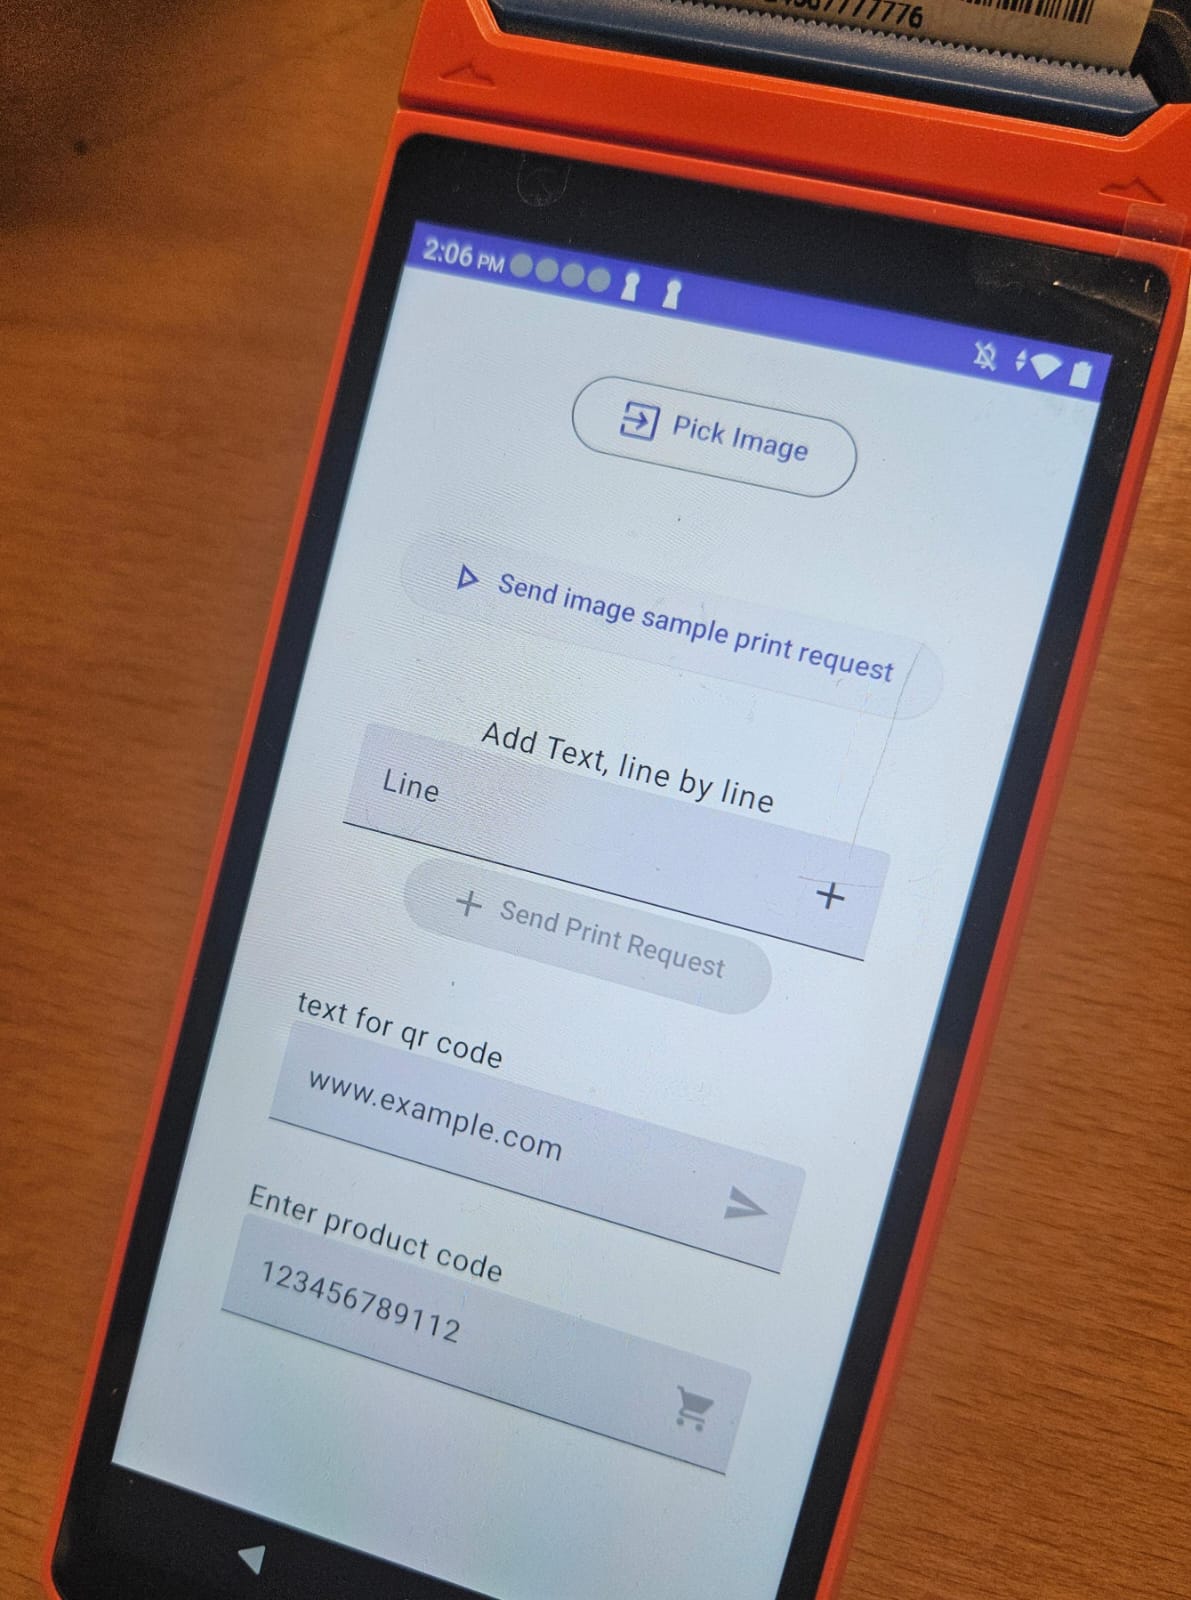 2:06 PM
Pick Image
Send image sample print request
Add Text, line by line
Line
Send Print Request
text for qr code
www.example.com
Enter product code
123456789112